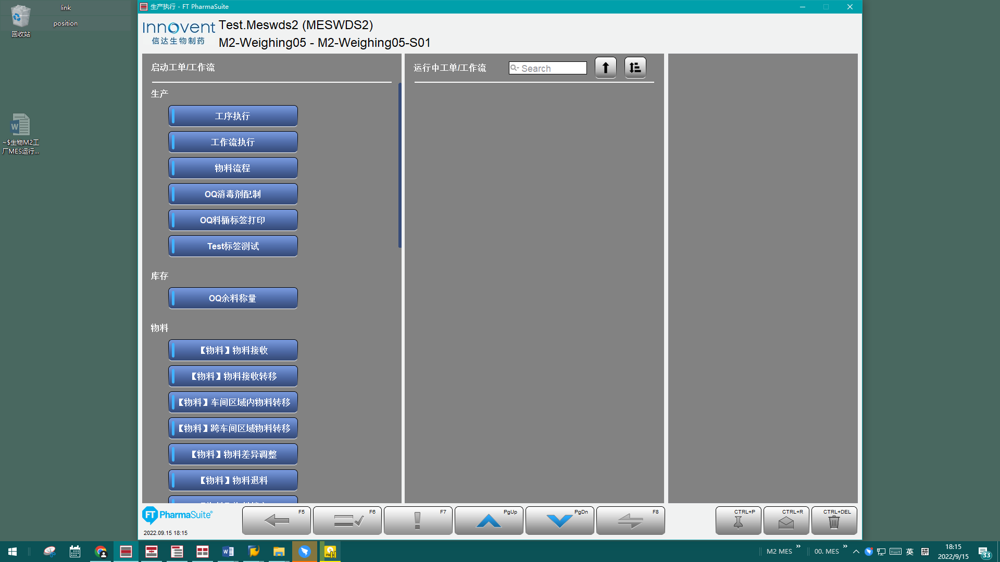 link
position
回收站
~$生物M2工
厂MES运行...
生产执行 - FT PharmaSuite
Innovent
信达生物制药
Test.Meswds2 (MESWDS2)
M2-Weighing05 - M2-Weighing05-S01
启动工单/工作流
生产
工序执行
工作流执行
物料流程
OQ消毒剂配制
OQ料桶标签打印
Test标签测试
库存
OQ余料称量
物料
【物料】物料接收
【物料】物料接收转移
【物料】车间区域内物料转移
【物料】跨车间区域物料转移
【物料】物料差异调整
【物料】物料退料
运行中工单/工作流
Search
FT PharmaSuite
2022.09.15 18:15
F5
F6
F7
PgUp
PgDn
F8
CTRL+P
CTRL+R
CTRL+DEL
M2 MES
00. MES
英
拼
18:15
2022/9/15
33